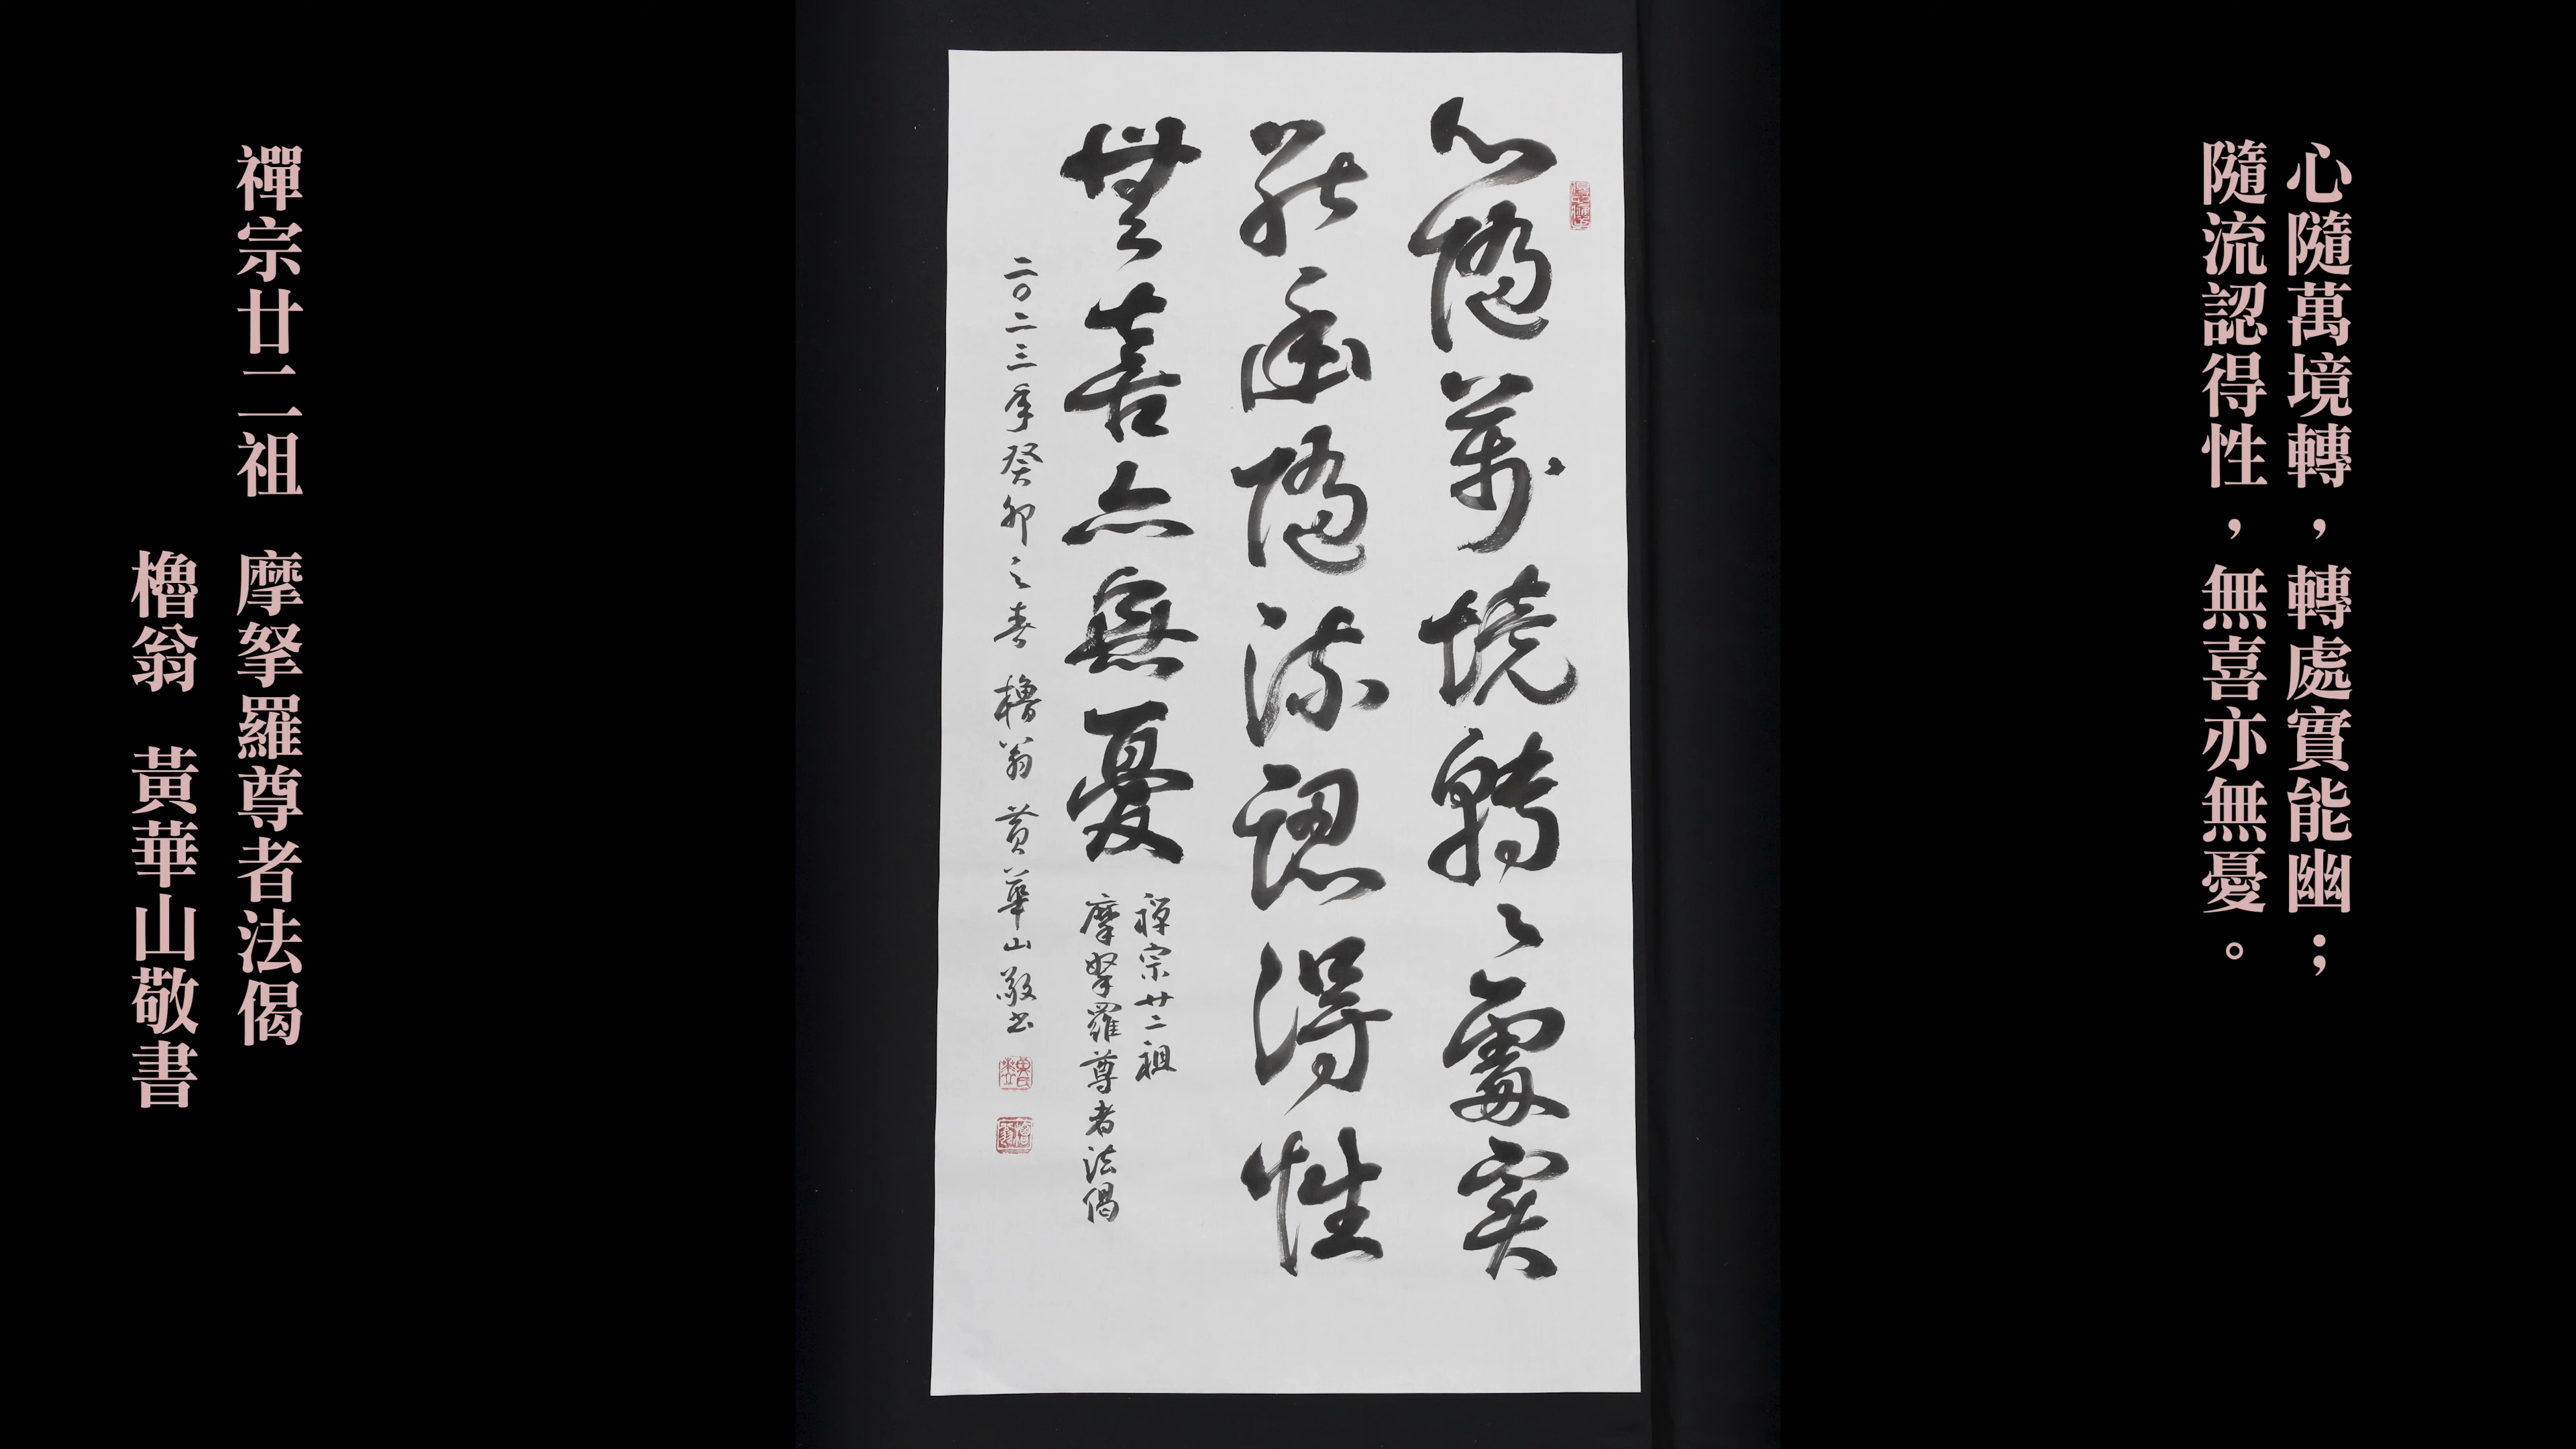 心隨萬境轉，轉處實能幽；
隨流認得性，無喜亦無憂。
心隨萬境轉々處实
能幽隨流認得性
無喜亦無憂
禪宗廿二祖
摩拏羅尊者法偈
二〇二三年癸卯之春 櫓翁 黃華山敬书
禪宗廿二祖 摩拏羅尊者法偈
櫓翁 黃華山敬書